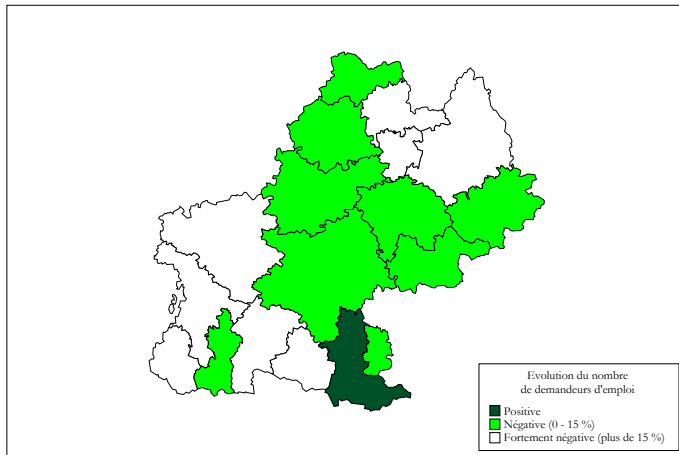 Evolution du nombre
de demandeurs d'emploi
Positive
Négative (0 - 15 %)
Fortement négative (plus de 15 %)